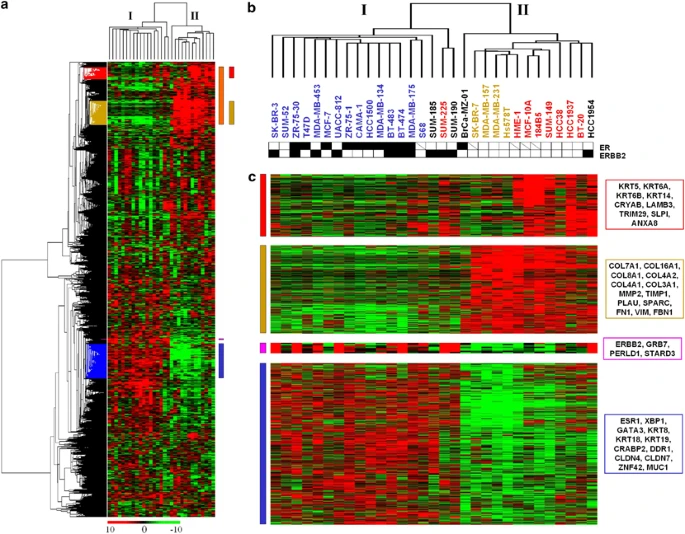 a
I
II
10
0
-10
b
I
II
SK-BR-3
SUM-52
ZR-75-30
T47D
MDA-MB-453
MCF-7
UACC-812
ZR-75-1
CAMA-1
HCC1500
MDA-MB-134
BT-483
BT-474
MDA-MB-175
S68
SUM-185
SUM-225
SUM-190
BrCa-MZ-01
SK-BR-7
MDA-MB-157
MDA-MB-231
Hs578T
HME-1
MCF-10A
184B5
SUM-149
HCC38
HCC1937
BT-20
HCC1954
ER
ERBB2
c
KRT5, KRT6A,
KRT6B, KRT14,
CRYAB, LAMB3,
TRIM29, SLPI,
ANXA8
COL7A1, COL16A1,
COL8A1, COL4A2,
COL4A1, COL3A1,
MMP2, TIMP1,
PLAU, SPARC,
FN1, VIM, FBN1
ERBB2, GRB7,
PERLD1, STARD3
ESR1, XBP1,
GATA3, KRT8,
KRT18, KRT19,
CRABP2, DDR1,
CLDN4, CLDN7,
ZNF42, MUC1